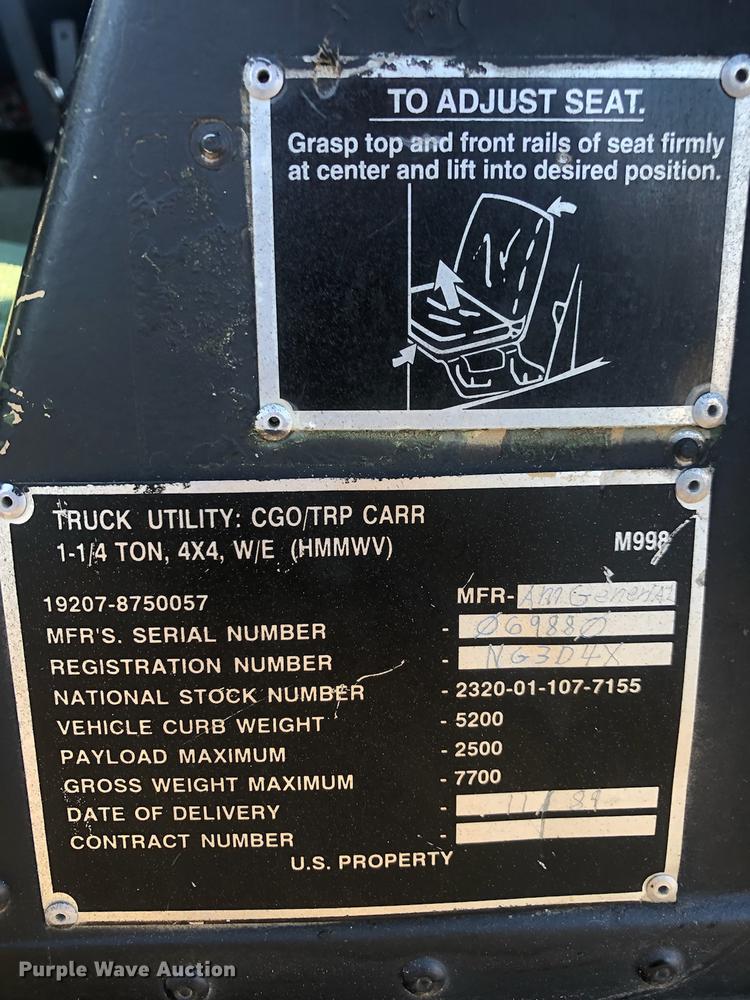 TO ADJUST SEAT.
Grasp top and front rails of seat firmly
at center and lift into desired position.
TRUCK UTILITY: CGO/TRP CARR
1-1/4 TON, 4X4, W/E (HMMWV) M998
19207-8750057 MFR- AM General
MFR'S. SERIAL NUMBER - 069880
REGISTRATION NUMBER - NG3D4X
NATIONAL STOCK NUMBER - 2320-01-107-7155
VEHICLE CURB WEIGHT - 5200
PAYLOAD MAXIMUM - 2500
GROSS WEIGHT MAXIMUM - 7700
DATE OF DELIVERY - 11/89
CONTRACT NUMBER -
U.S. PROPERTY
Purple Wave Auction